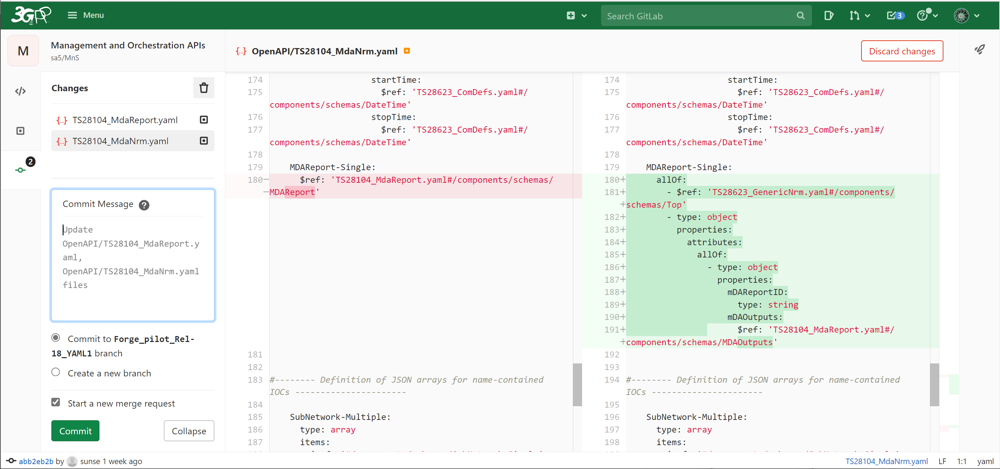 3GPP
Menu
Search GitLab
3
M
Management and Orchestration APIs
sa5/MnS
OpenAPI/TS28104_MdaNrm.yaml
Discard changes
Changes
TS28104_MdaReport.yaml
TS28104_MdaNrm.yaml
2
Commit Message
Update
OpenAPI/TS28104_MdaReport.y
aml,
OpenAPI/TS28104_MdaNrm.yaml
files
Commit to Forge_pilot_Rel-
18_YAML1 branch
Create a new branch
Start a new merge request
Commit
Collapse
174 startTime:
175 $ref: 'TS28623_ComDefs.yaml#/
components/schemas/DateTime'
176 stopTime:
177 $ref: 'TS28623_ComDefs.yaml#/
components/schemas/DateTime'
178
179 MDAReport-Single:
180- $ref: 'TS28104_MdaReport.yaml#/components/schemas/
-MDAReport'
181
182
183 #-------- Definition of JSON arrays for name-contained
IOCs ----------------------
184
185 SubNetwork-Multiple:
186 type: array
187 items:
174 startTime:
175 $ref: 'TS28623_ComDefs.yaml#/
components/schemas/DateTime'
176 stopTime:
177 $ref: 'TS28623_ComDefs.yaml#/
components/schemas/DateTime'
178
179 MDAReport-Single:
180+ allOf:
181+ - $ref: 'TS28623_GenericNrm.yaml#/components/
+schemas/Top'
182+ - type: object
183+ properties:
184+ attributes:
185+ allOf:
186+ - type: object
187+ properties:
188+ mDAReportID:
189+ type: string
190+ mDAOutputs:
191+ $ref: 'TS28104_MdaReport.yaml#/
+components/schemas/MDAOutputs'
192
193
194 #-------- Definition of JSON arrays for name-contained
IOCs ----------------------
195
196 SubNetwork-Multiple:
197 type: array
198 items:
abb2eb2b by sunse 1 week ago
TS28104_MdaNrm.yaml LF 1:1 yaml